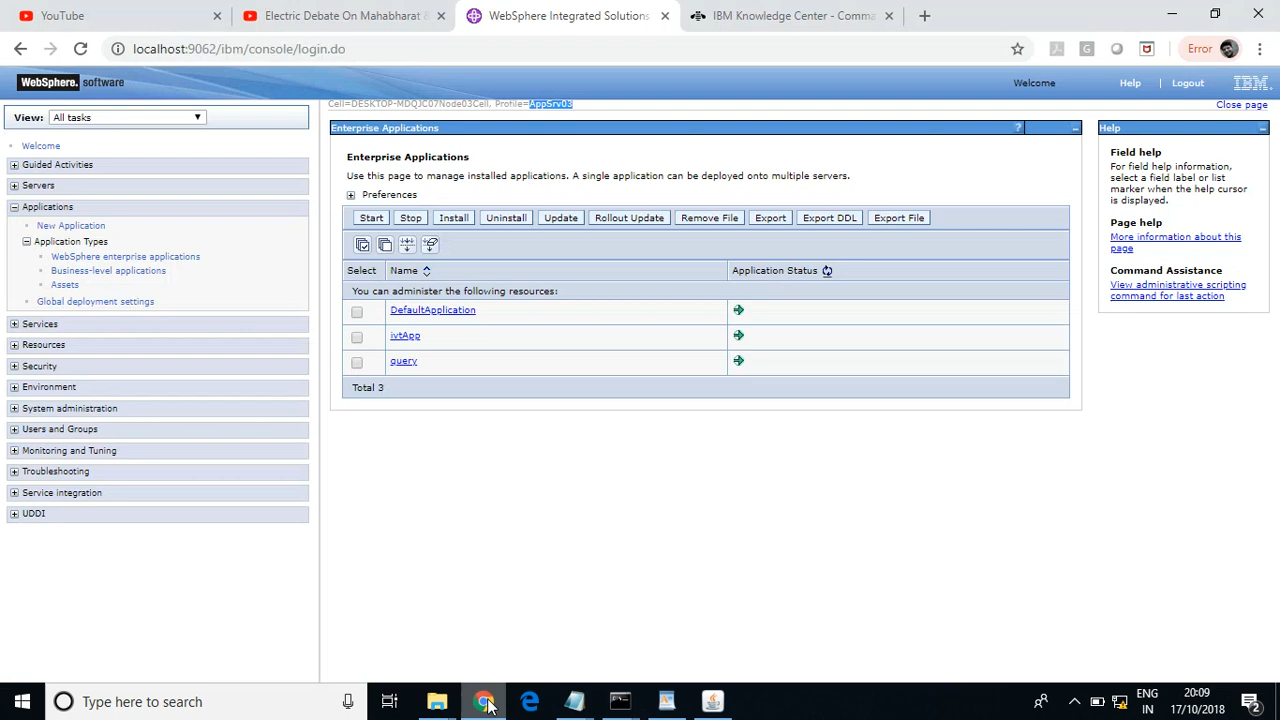 YouTube
Electric Debate On Mahabharat &
WebSphere Integrated Solutions
IBM Knowledge Center - Comma
localhost:9062/ibm/console/login.do
Error
WebSphere. software
Welcome
Help
Logout
IBM
View: All tasks
Cell=DESKTOP-MDQJC07Node03Cell, Profile=AppSrv03
Close page
Welcome
Guided Activities
Servers
Applications
New Application
Application Types
WebSphere enterprise applications
Business-level applications
Assets
Global deployment settings
Services
Resources
Security
Environment
System administration
Users and Groups
Monitoring and Tuning
Troubleshooting
Service integration
UDDI
Enterprise Applications
?
Enterprise Applications
Use this page to manage installed applications. A single application can be deployed onto multiple servers.
Preferences
Start Stop Install Uninstall Update Rollout Update Remove File Export Export DDL Export File
Select Name Application Status
You can administer the following resources:
DefaultApplication
ivtApp
query
Total 3
Help
Field help
For field help information,
select a field label or list
marker when the help cursor
is displayed.
Page help
More information about this
page
Command Assistance
View administrative scripting
command for last action
Type here to search
ENG
IN
20:09
17/10/2018
2